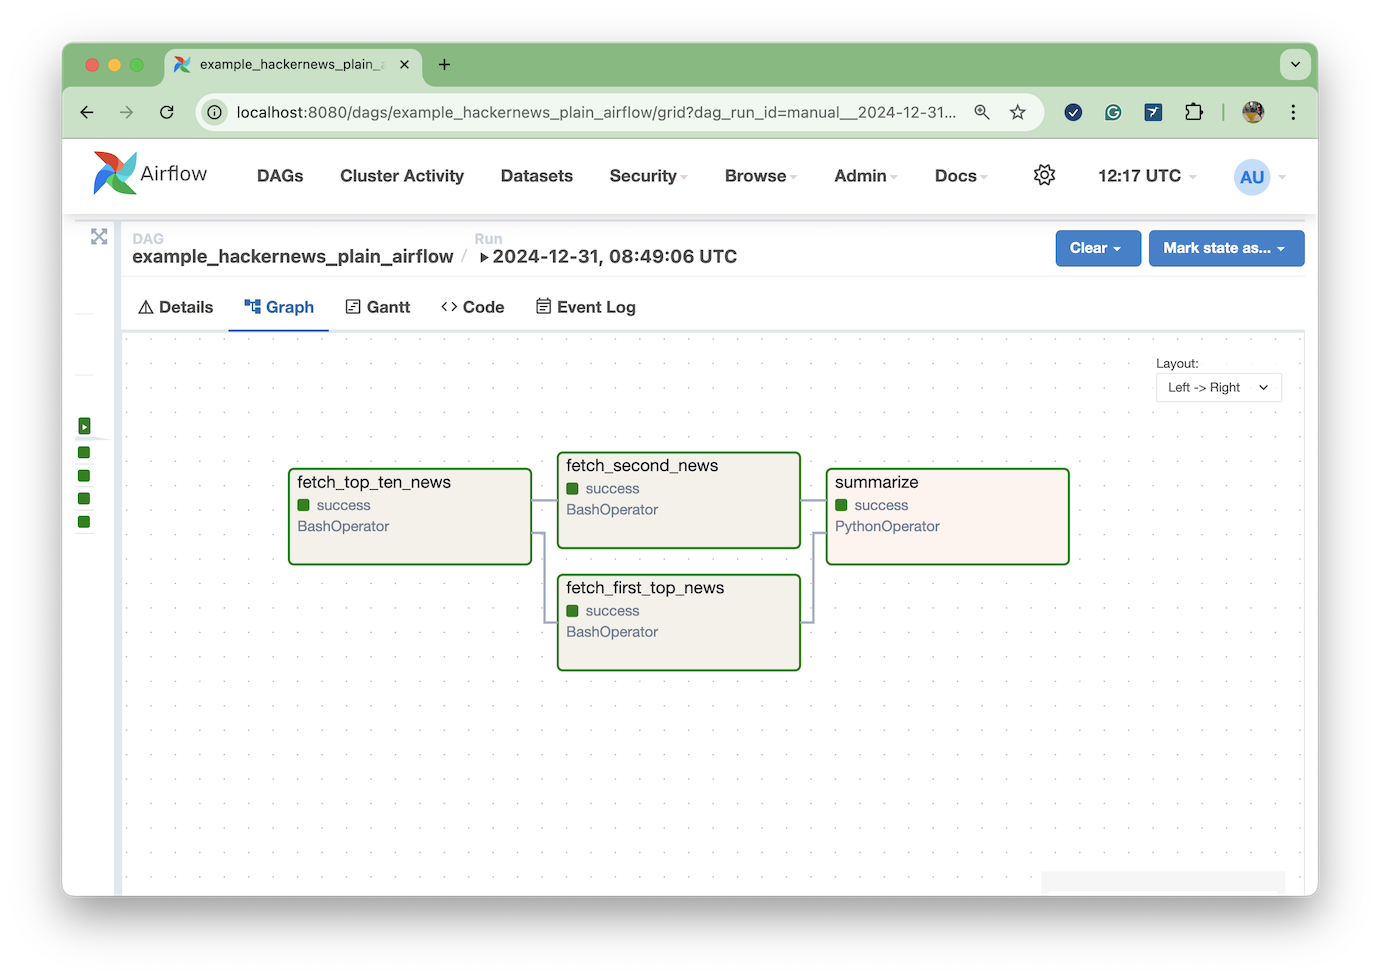 example_hackernews_plain_a
localhost:8080/dags/example_hackernews_plain_airflow/grid?dag_run_id=manual__2024-12-31...
Airflow
DAGs
Cluster Activity
Datasets
Security
Browse
Admin
Docs
12:17 UTC
AU
DAG
example_hackernews_plain_airflow
/
Run
2024-12-31, 08:49:06 UTC
Clear
Mark state as...
Details
Graph
Gantt
Code
Event Log
Layout:
Left -> Right
fetch_top_ten_news
success
BashOperator
fetch_second_news
success
BashOperator
fetch_first_top_news
success
BashOperator
summarize
success
PythonOperator